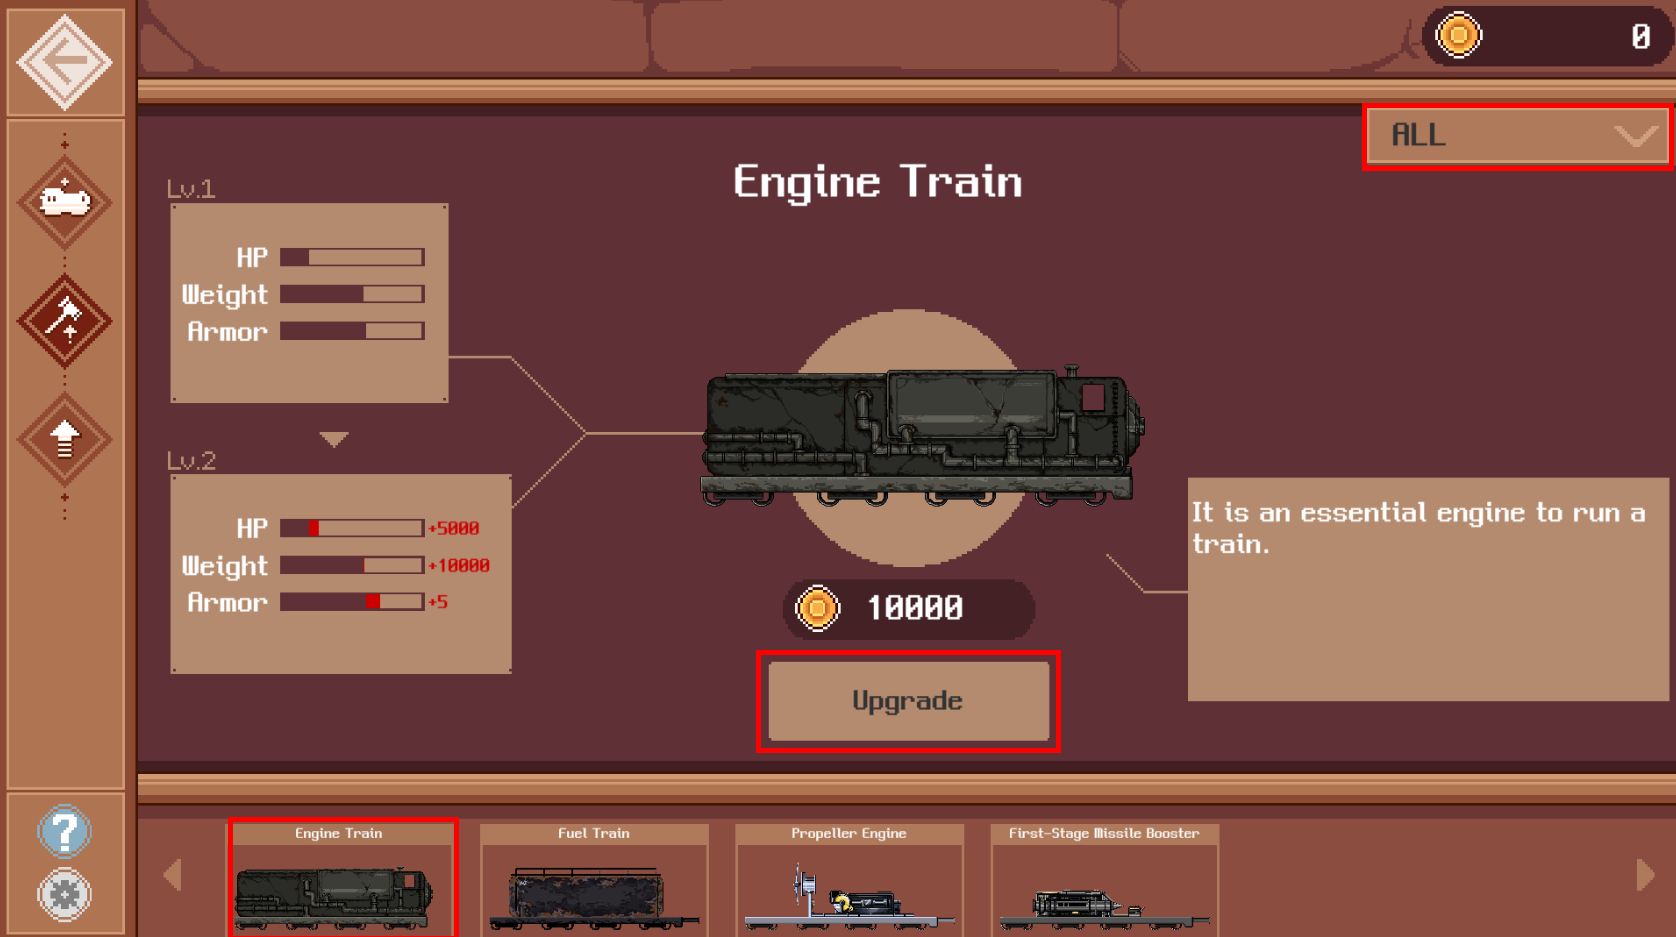 0
ALL
Engine Train
Lv.1
HP
Weight
Armor
Lv.2
HP +5000
Weight +10000
Armor +5
It is an essential engine to run a
train.
10000
Upgrade
Engine Train
Fuel Train
Propeller Engine
First-Stage Missile Booster
?